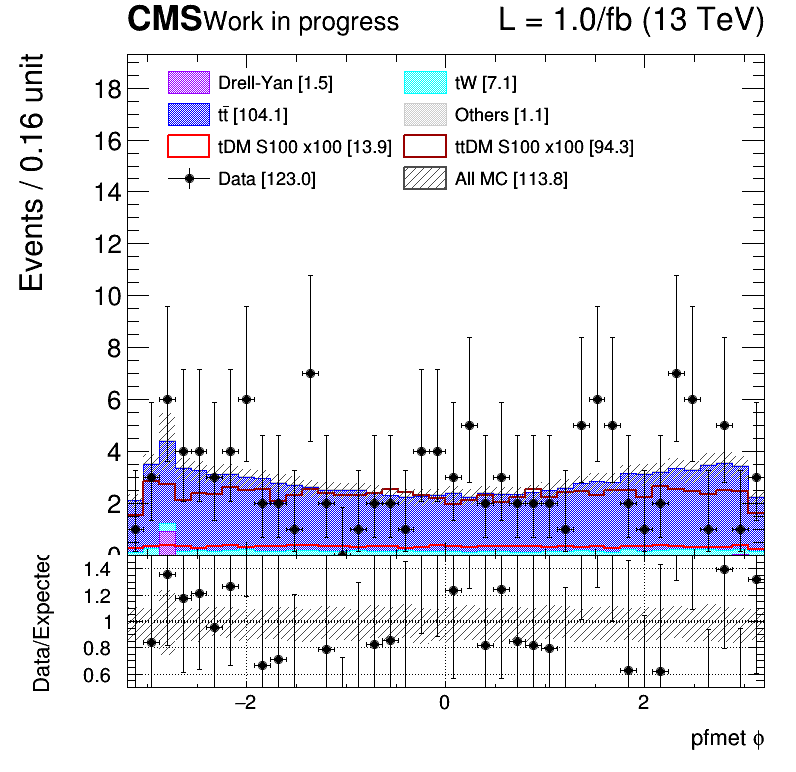 CMS Work in progress L = 1.0/fb (13 TeV)
Events / 0.16 unit
18
16
14
12
10
8
6
4
2
0
Drell-Yan [1.5] tW [7.1]
tt̄ [104.1] Others [1.1]
tDM S100 x100 [13.9] ttDM S100 x100 [94.3]
Data [123.0] All MC [113.8]
Data/Expected
1.4
1.2
1
0.8
0.6
−2 0 2
pfmet ϕ